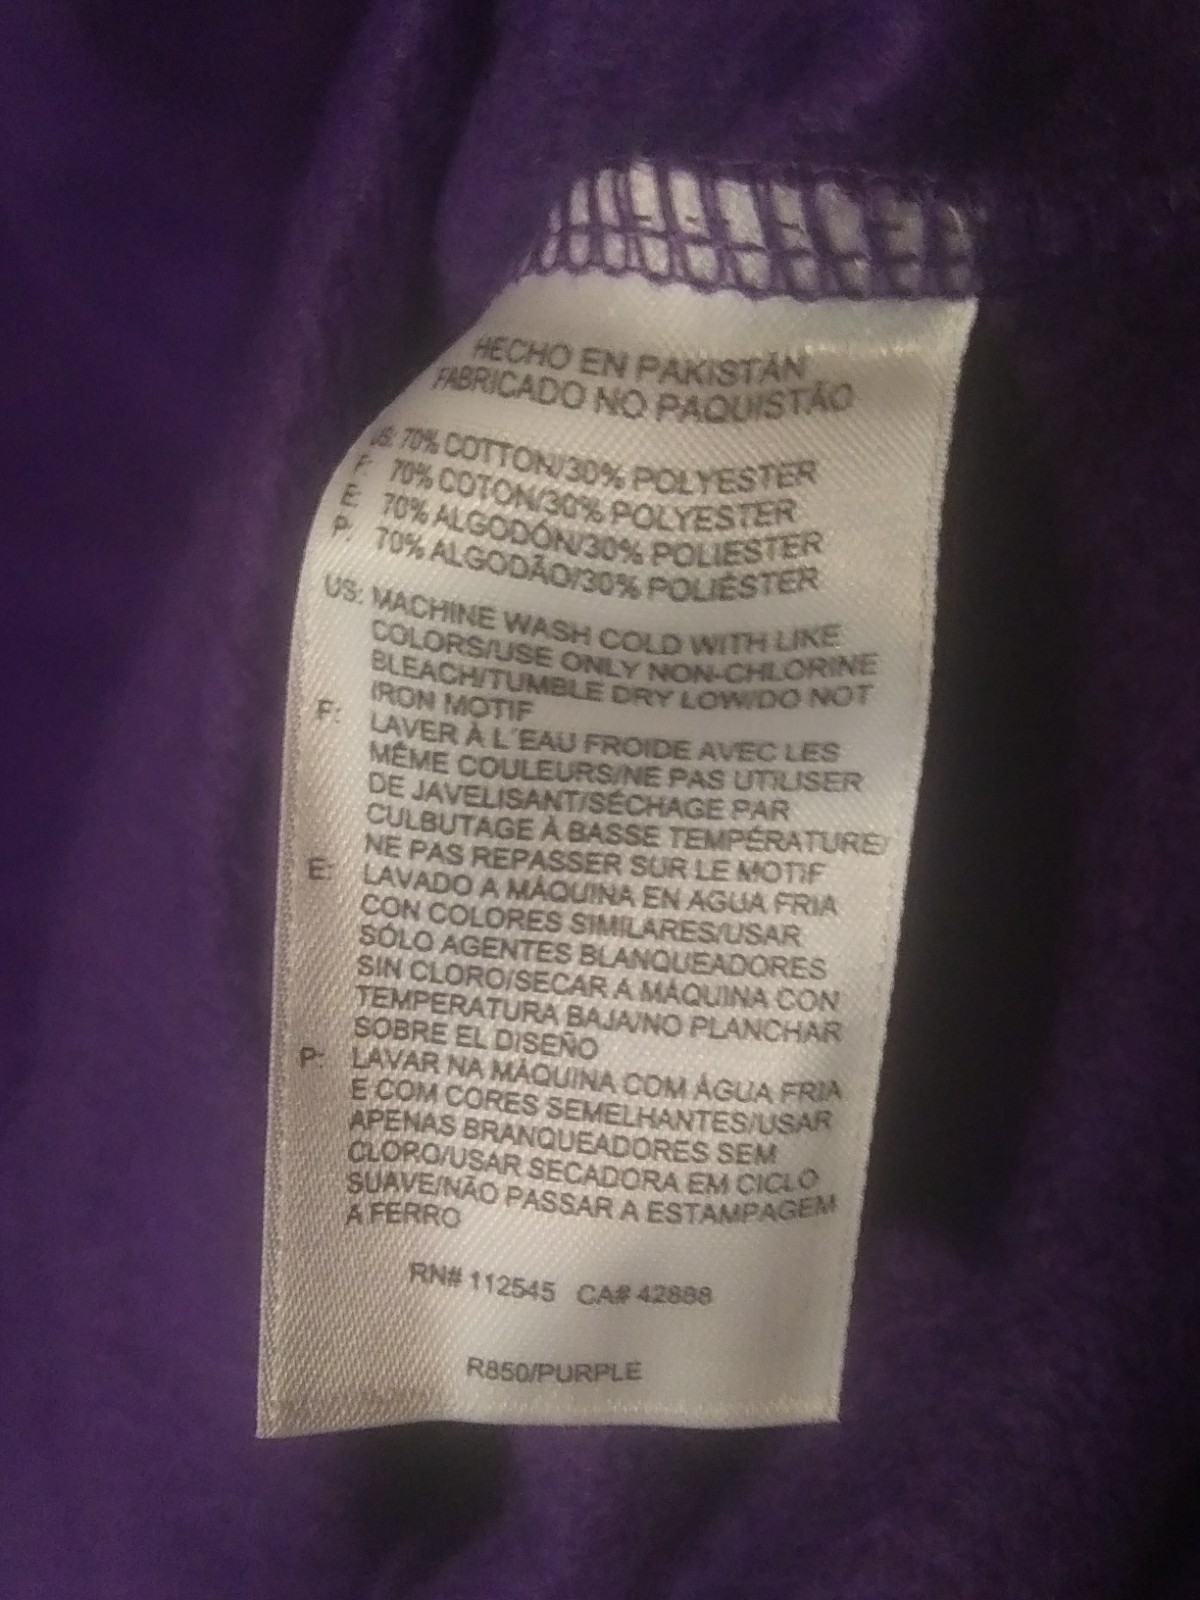 HECHO EN PAKISTÁN
FABRICADO NO PAQUISTÃO
US: 70% COTTON/30% POLYESTER
F: 70% COTON/30% POLYESTER
E: 70% ALGODÓN/30% POLIESTER
P: 70% ALGODÃO/30% POLIÉSTER
US: MACHINE WASH COLD WITH LIKE
COLORS/USE ONLY NON-CHLORINE
BLEACH/TUMBLE DRY LOW/DO NOT
IRON MOTIF
F: LAVER À L'EAU FROIDE AVEC LES
MÊME COULEURS/NE PAS UTILISER
DE JAVELISANT/SÉCHAGE PAR
CULBUTAGE À BASSE TEMPÉRATURE/
NE PAS REPASSER SUR LE MOTIF
E: LAVADO A MÁQUINA EN AGUA FRIA
CON COLORES SIMILARES/USAR
SÓLO AGENTES BLANQUEADORES
SIN CLORO/SECAR A MÁQUINA CON
TEMPERATURA BAJA/NO PLANCHAR
SOBRE EL DISEÑO
P: LAVAR NA MÁQUINA COM ÁGUA FRIA
E COM CORES SEMELHANTES/USAR
APENAS BRANQUEADORES SEM
CLORO/USAR SECADORA EM CICLO
SUAVE/NÃO PASSAR A ESTAMPAGEM
A FERRO
RN# 112545 CA# 42888
R850/PURPLE